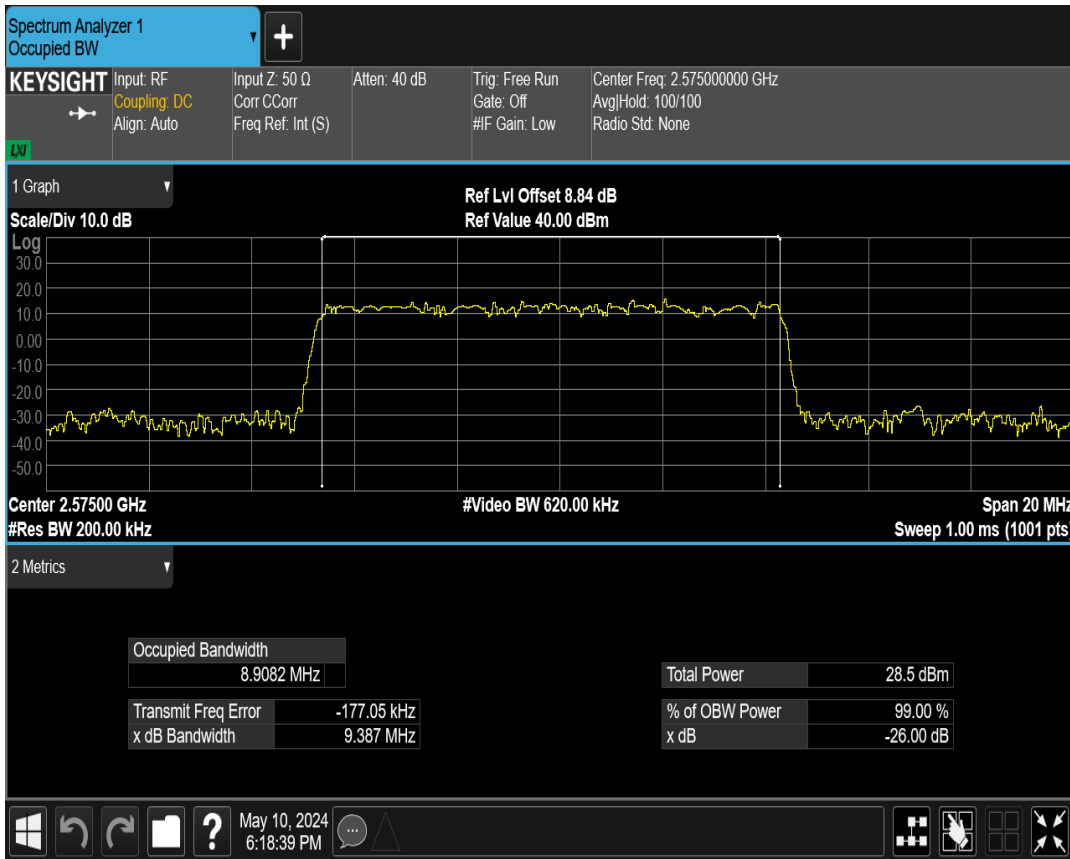 Spectrum Analyzer 1
Occupied BW
+
KEYSIGHT
LXI
Input: RF
Coupling: DC
Align: Auto
Input Z: 50 Ω
Corr CCorr
Freq Ref: Int (S)
Atten: 40 dB
Trig: Free Run
Gate: Off
#IF Gain: Low
Center Freq: 2.575000000 GHz
Avg|Hold: 100/100
Radio Std: None
1 Graph
Scale/Div 10.0 dB
Ref Lvl Offset 8.84 dB
Ref Value 40.00 dBm
Log
30.0
20.0
10.0
0.00
-10.0
-20.0
-30.0
-40.0
-50.0
Center 2.57500 GHz
#Video BW 620.00 kHz
Span 20 MHz
#Res BW 200.00 kHz
Sweep 1.00 ms (1001 pts)
2 Metrics
Occupied Bandwidth
8.9082 MHz
Total Power 28.5 dBm
Transmit Freq Error -177.05 kHz
% of OBW Power 99.00 %
x dB Bandwidth 9.387 MHz
x dB -26.00 dB
?
May 10, 2024
6:18:39 PM